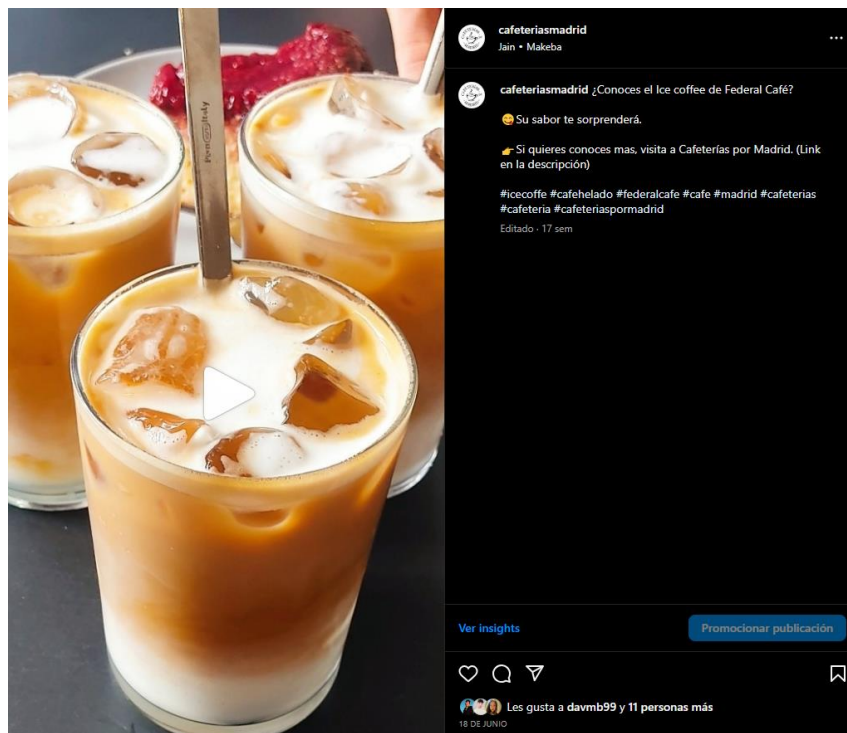 cafeteriasmadrid
Jain • Makeba
cafeteriasmadrid ¿Conoces el Ice coffee de Federal Café?
😋Su sabor te sorprenderá.
👉Si quieres conoces mas, visita a Cafeterías por Madrid. (Link
en la descripción)
#icecoffe #cafehelado #federalcafe #cafe #madrid #cafeterias
#cafeteria #cafeteriaspormadrid
Editado · 17 sem
Ver insights
Promocionar publicación
Les gusta a davmb99 y 11 personas más
18 DE JUNIO